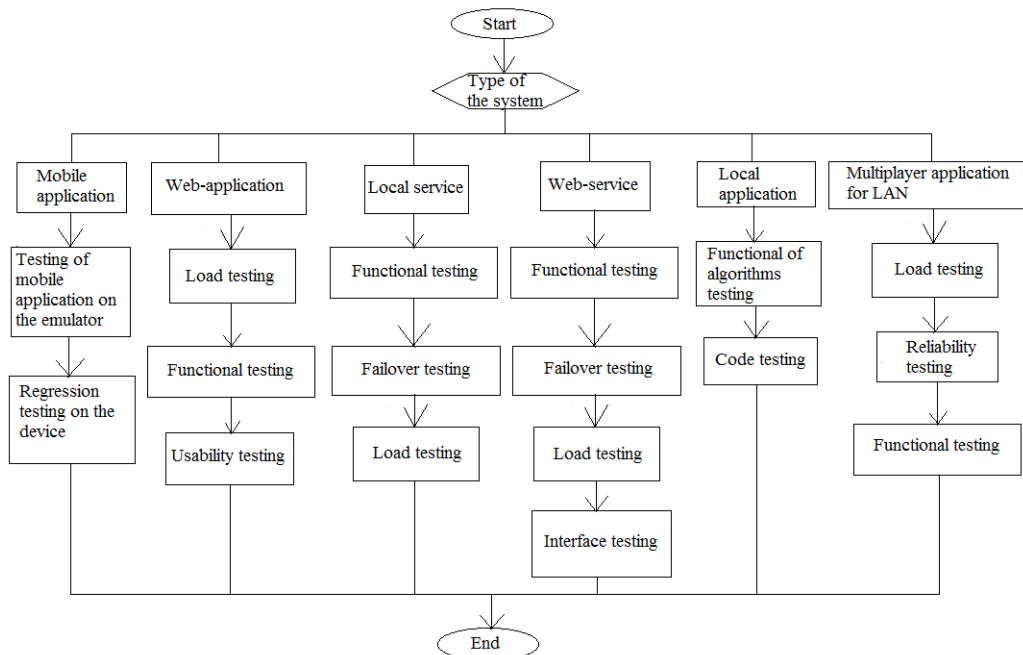 Start
Type of
the system
Mobile
application
Web-application
Local service
Web-service
Local
application
Multiplayer application
for LAN
Testing of
mobile
application on
the emulator
Load testing
Functional testing
Functional testing
Functional of
algorithms
testing
Load testing
Regression
testing on the
device
Functional testing
Failover testing
Failover testing
Code testing
Reliability
testing
Usability testing
Load testing
Load testing
Functional testing
Interface testing
End